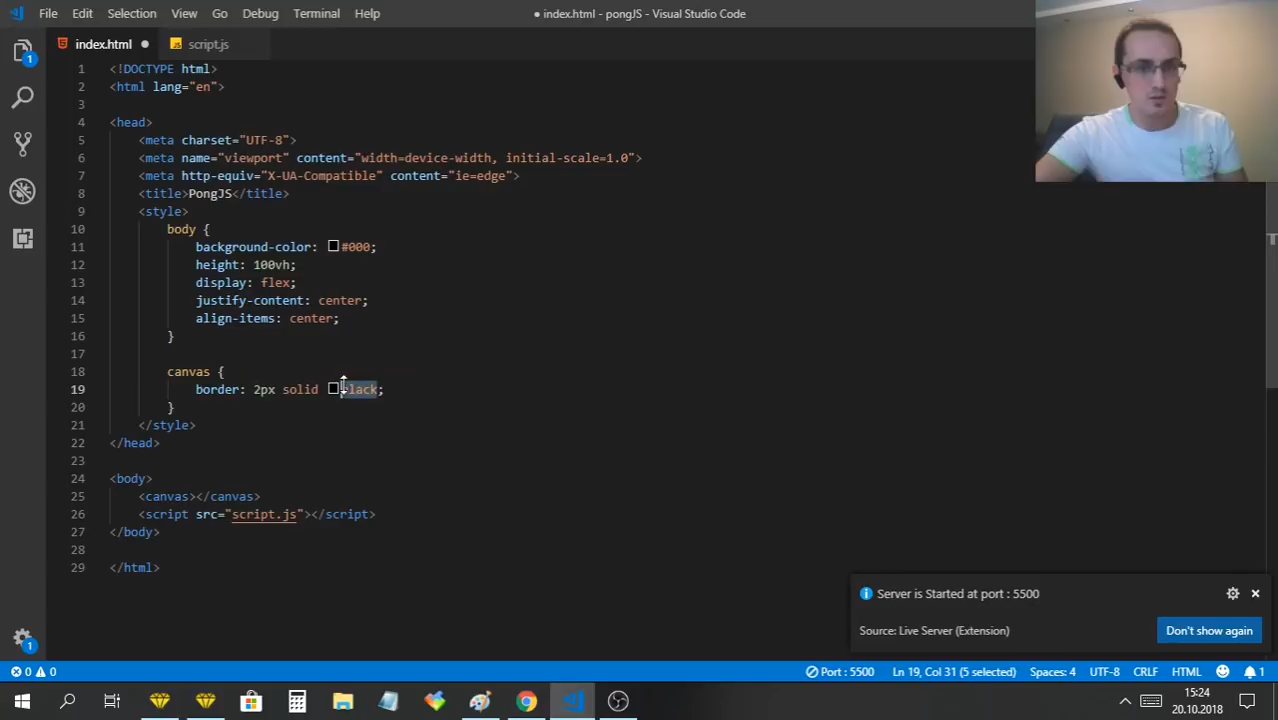 File Edit Selection View Go Debug Terminal Help
● index.html - pongJS - Visual Studio Code
index.html ●
JS script.js
1 <!DOCTYPE html>
2 <html lang="en">
3
4 <head>
5 <meta charset="UTF-8">
6 <meta name="viewport" content="width=device-width, initial-scale=1.0">
7 <meta http-equiv="X-UA-Compatible" content="ie=edge">
8 <title>PongJS</title>
9 <style>
10 body {
11 background-color: #000;
12 height: 100vh;
13 display: flex;
14 justify-content: center;
15 align-items: center;
16 }
17
18 canvas {
19 border: 2px solid black;
20 }
21 </style>
22 </head>
23
24 <body>
25 <canvas></canvas>
26 <script src="script.js"></script>
27 </body>
28
29 </html>
1
1
Server is Started at port : 5500
Source: Live Server (Extension)
Don't show again
0 0
Port : 5500 Ln 19, Col 31 (5 selected) Spaces: 4 UTF-8 CRLF HTML 1
15:24
20.10.2018